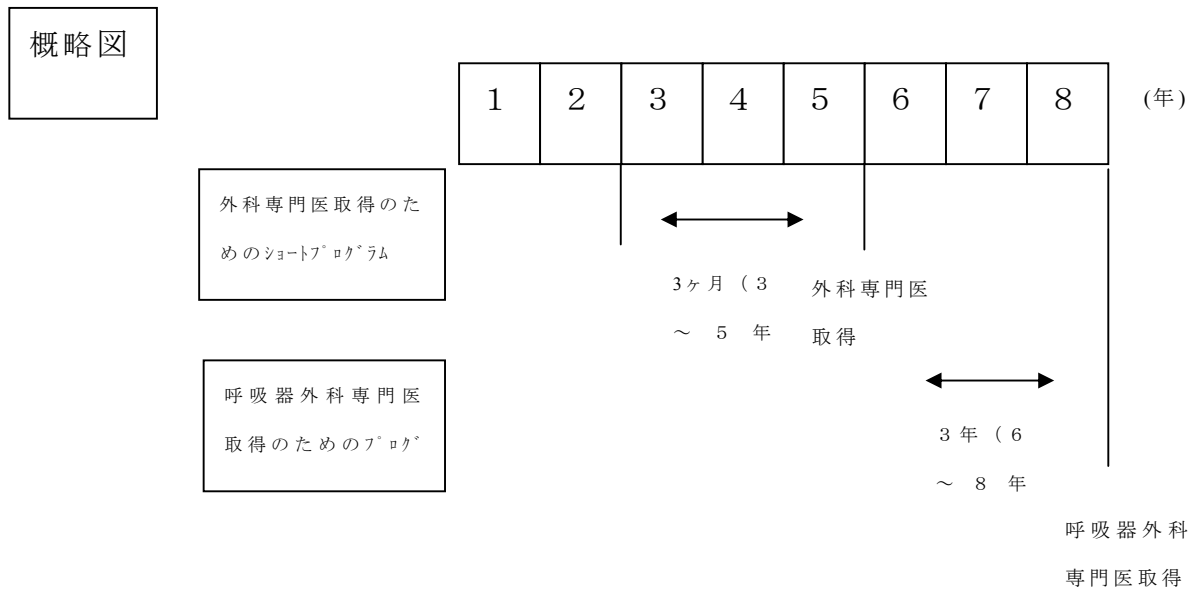 概略図
1 2 3 4 5 6 7 8 (年)
外科専門医取得のた
めのｼｮｰﾄﾌﾟﾛｸﾞﾗﾑ
3ヶ月（３
～ ５ 年
外科専門医
取得
呼吸器外科専門医
取得のためのﾌﾟﾛｸﾞ
３年（６
～ ８ 年
呼吸器外科
専門医取得